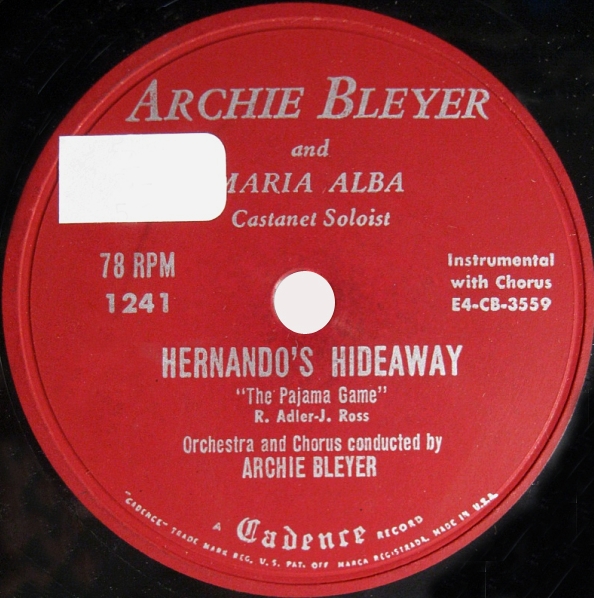 ARCHIE BLEYER
and
MARIA ALBA
Castanet Soloist
78 RPM
1241
Instrumental
with Chorus
E4-CB-3559
HERNANDO'S HIDEAWAY
"The Pajama Game"
R. Adler-J. Ross
Orchestra and Chorus conducted by
ARCHIE BLEYER
A Cadence RECORD
"CADENCE" TRADE MARK REG. U.S. PAT. OFF MARCA REGISTRADA. MADE IN U.S.A.